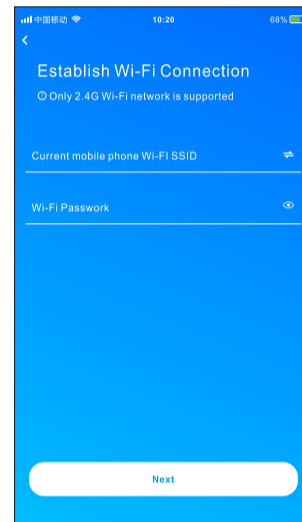 中国移动 10:20 68%
Establish Wi-Fi Connection
Only 2.4G Wi-Fi network is supported
Current mobile phone Wi-FI SSID
Wi-Fi Passwork
Next